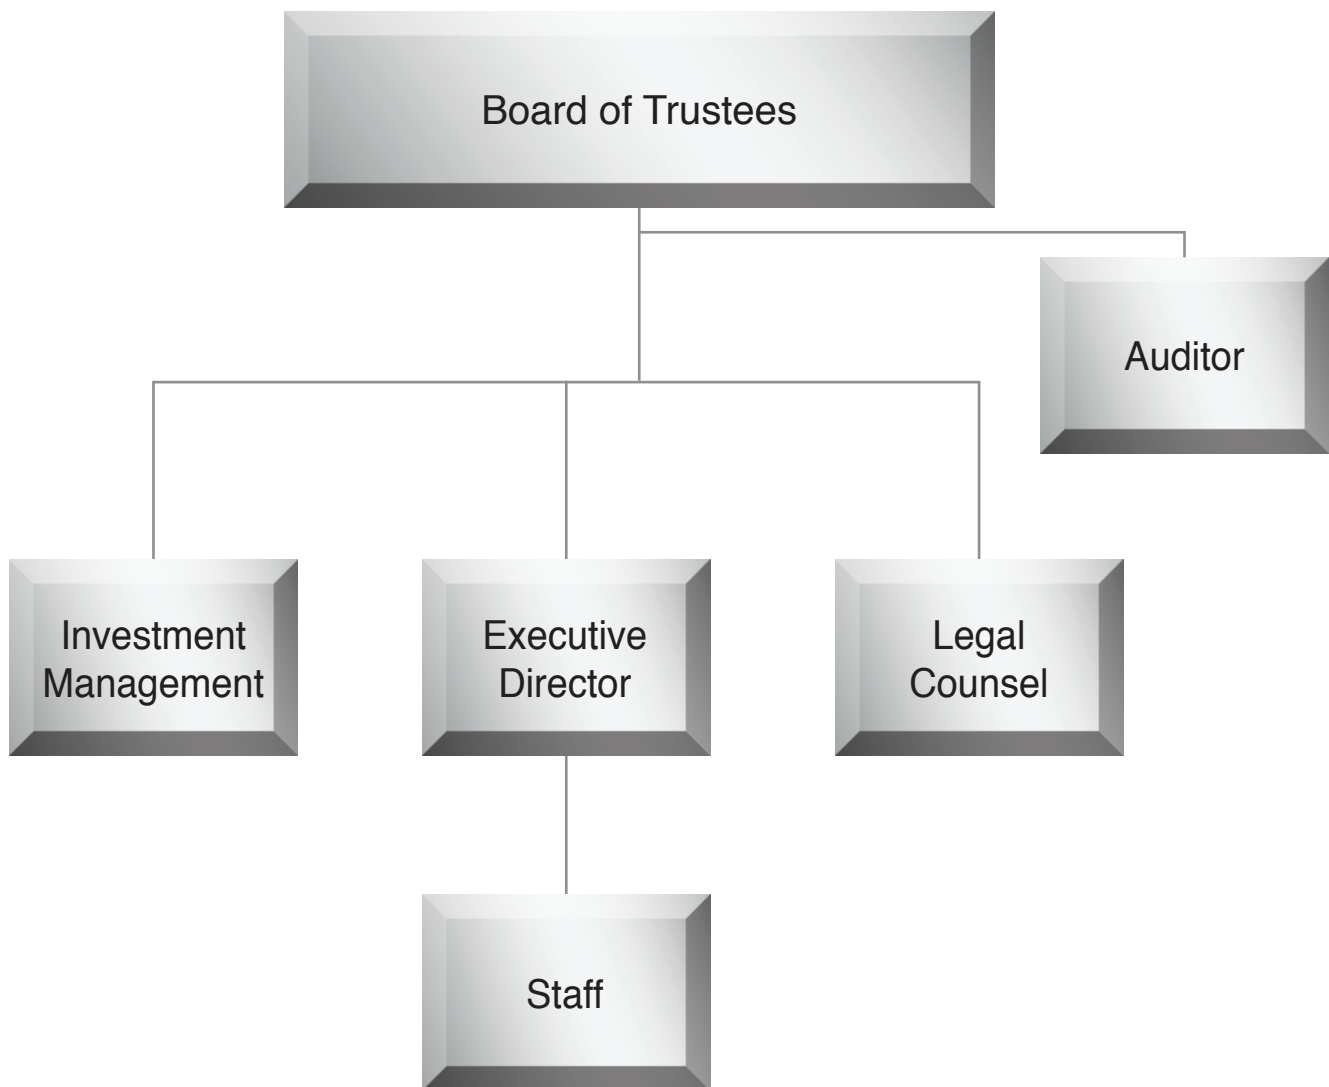 Board of Trustees
Auditor
Investment
Management
Executive
Director
Legal
Counsel
Staff